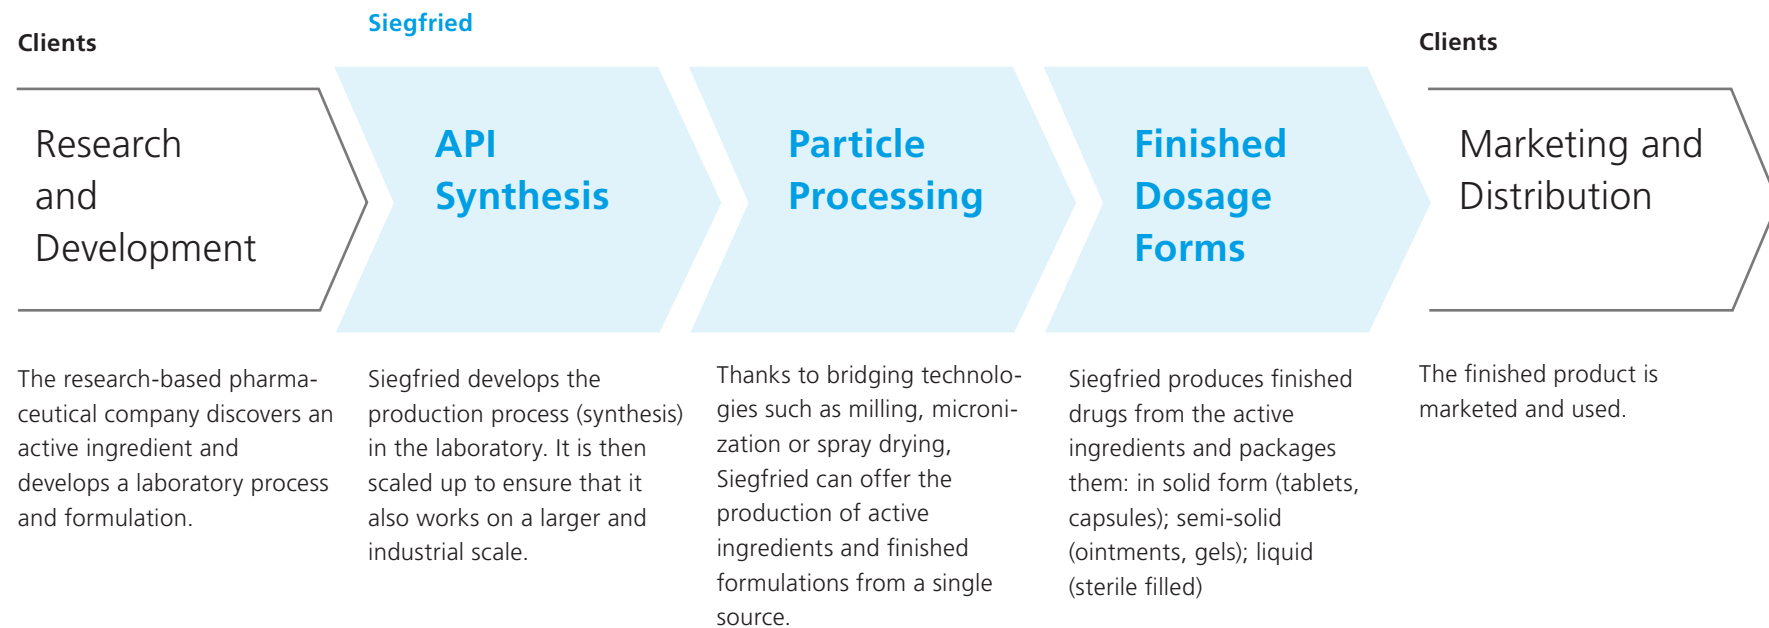 Clients
Research
and
Development
The research-based pharma-
ceutical company discovers an
active ingredient and
develops a laboratory process
and formulation.
Siegfried
API
Synthesis
Siegfried develops the
production process (synthesis)
in the laboratory. It is then
scaled up to ensure that it
also works on a larger and
industrial scale.
Particle
Processing
Thanks to bridging technolo-
gies such as milling, microni-
zation or spray drying,
Siegfried can offer the
production of active
ingredients and finished
formulations from a single
source.
Finished
Dosage
Forms
Siegfried produces finished
drugs from the active
ingredients and packages
them: in solid form (tablets,
capsules); semi-solid
(ointments, gels); liquid
(sterile filled)
Clients
Marketing and
Distribution
The finished product is
marketed and used.